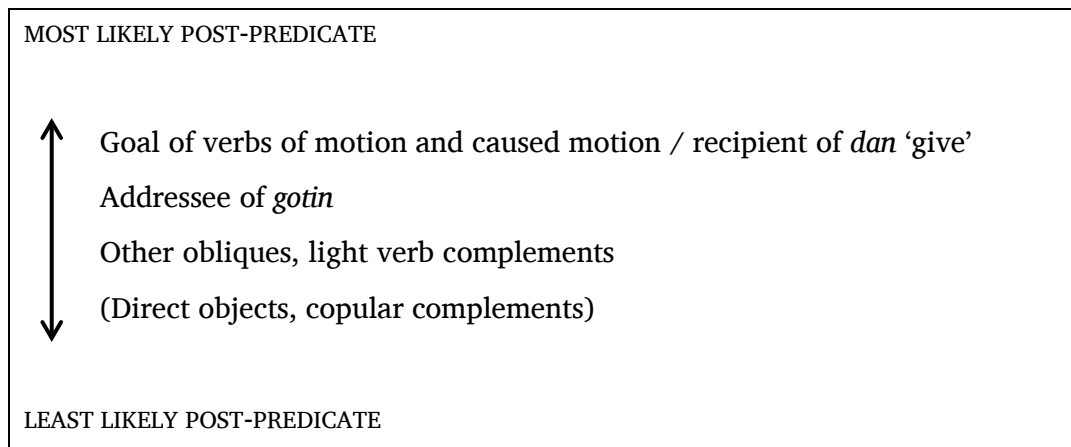 MOST LIKELY POST-PREDICATE
Goal of verbs of motion and caused motion / recipient of dan ‘give’
Addressee of gotin
Other obliques, light verb complements
(Direct objects, copular complements)
LEAST LIKELY POST-PREDICATE